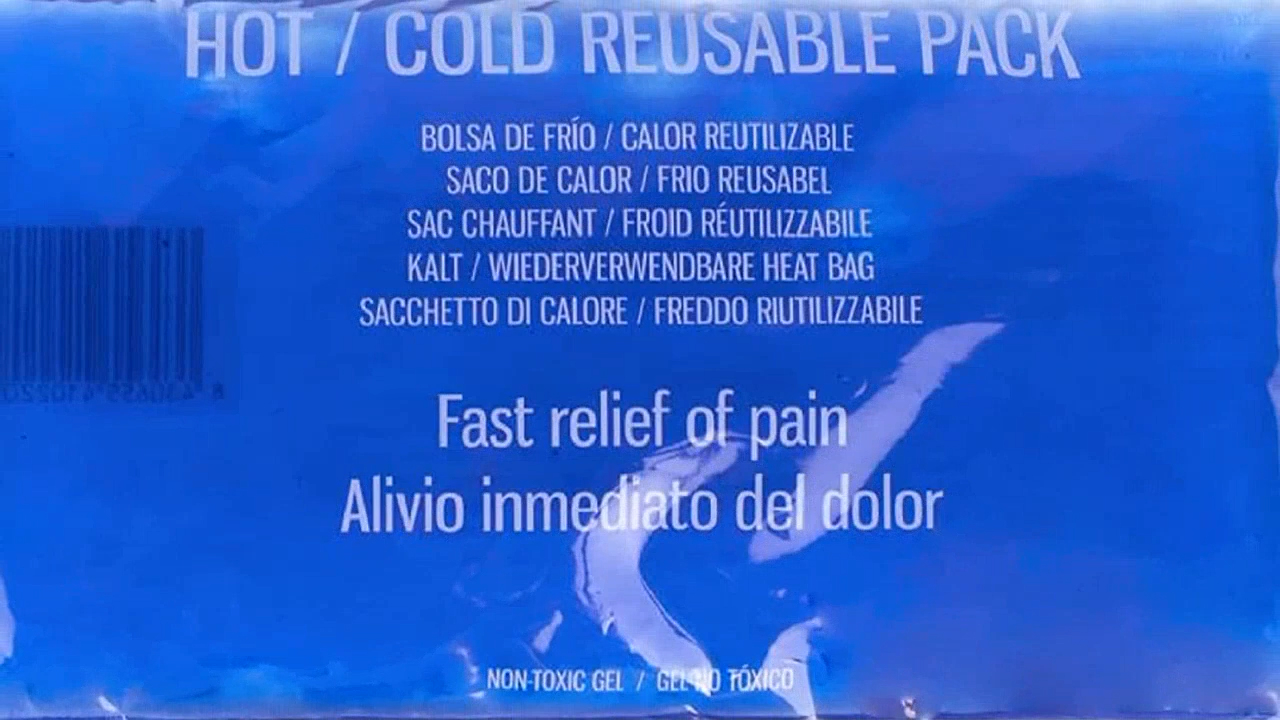 HOT / COLD REUSABLE PACK
BOLSA DE FRÍO / CALOR REUTILIZABLE
SACO DE CALOR / FRIO REUSABEL
SAC CHAUFFANT / FROID RÉUTILIZZABILE
KALT / WIEDERVERWENDBARE HEAT BAG
SACCHETTO DI CALORE / FREDDO RIUTILIZZABILE
Fast relief of pain
Alivio inmediato del dolor
NON-TOXIC GEL / GEL NO TÓXICO